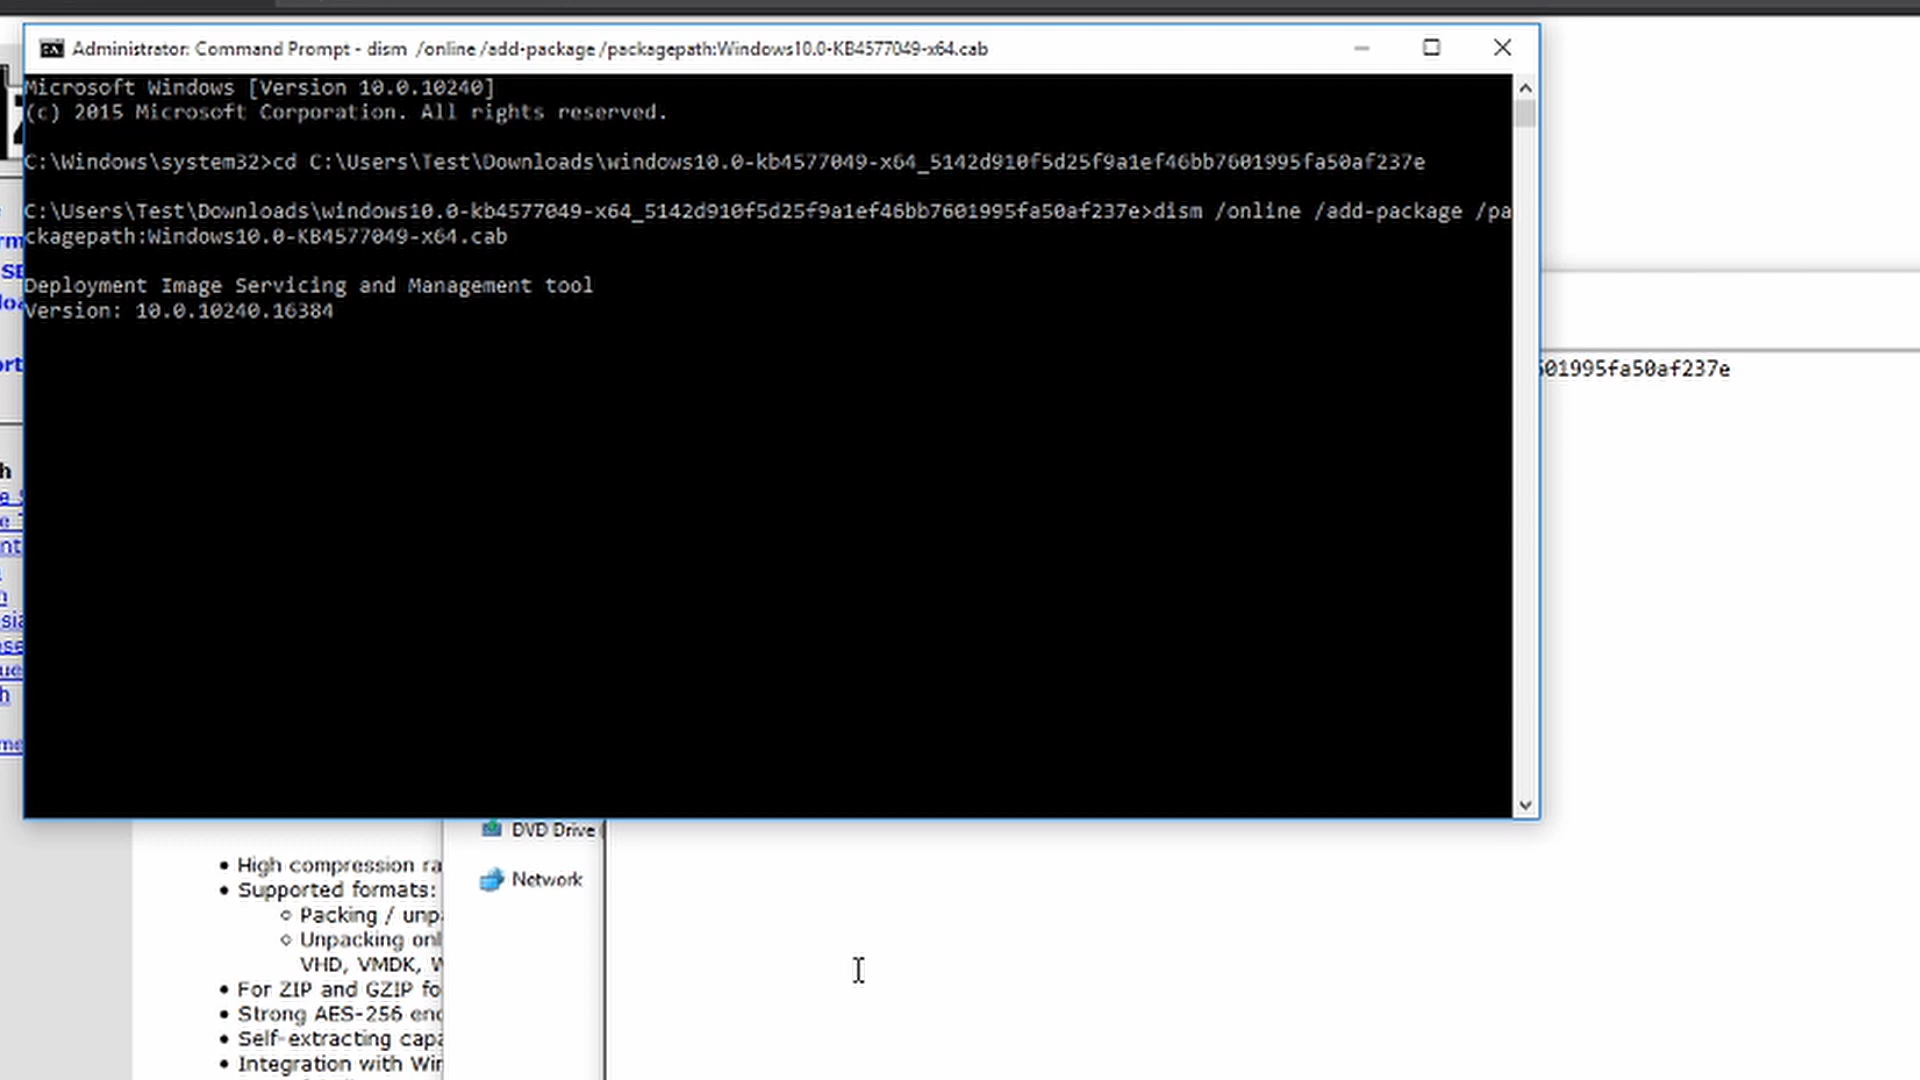 Administrator: Command Prompt - dism  /online /add-package /packagepath:Windows10.0-KB4577049-x64.cab
Microsoft Windows [Version 10.0.10240]
(c) 2015 Microsoft Corporation. All rights reserved.
C:\Windows\system32>cd C:\Users\Test\Downloads\windows10.0-kb4577049-x64_5142d910f5d25f9a1ef46bb7601995fa50af237e
C:\Users\Test\Downloads\windows10.0-kb4577049-x64_5142d910f5d25f9a1ef46bb7601995fa50af237e>dism /online /add-package /pa
ckagepath:Windows10.0-KB4577049-x64.cab
Deployment Image Servicing and Management tool
Version: 10.0.10240.16384
01995fa50af237e
DVD Drive
Network
High compression ra
Supported formats:
Packing / unp
Unpacking onl
VHD, VMDK, W
For ZIP and GZIP fo
Strong AES-256 enc
Self-extracting capa
Integration with Wi